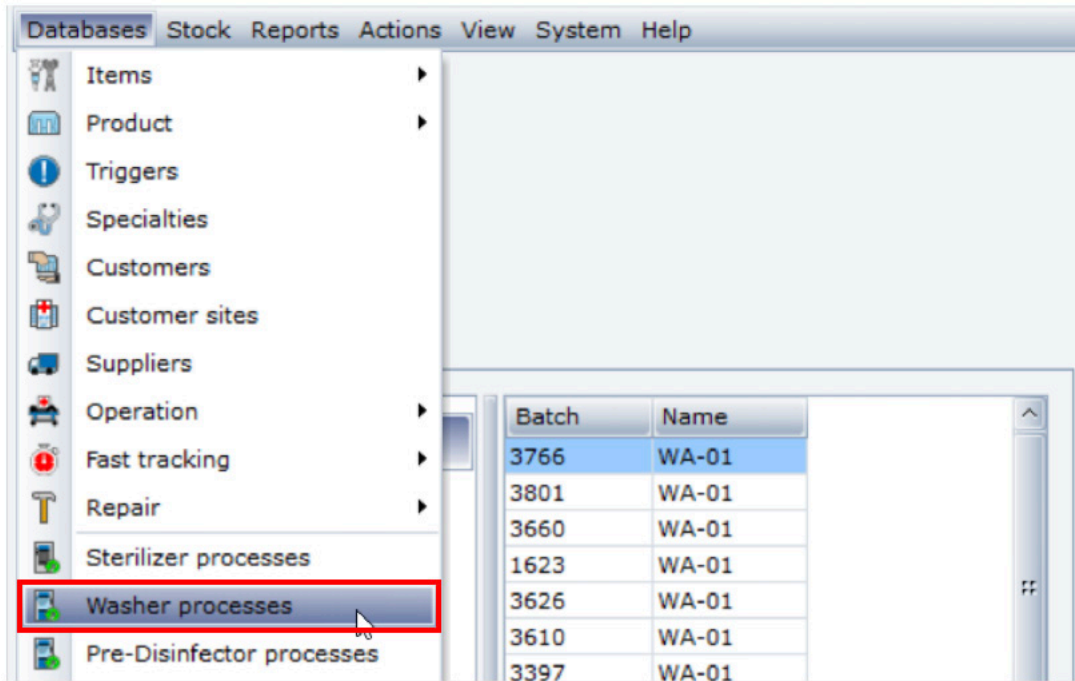 Databases Stock Reports Actions View System Help
Items
Product
Triggers
Specialties
Customers
Customer sites
Suppliers
Operation
Fast tracking
Repair
Sterilizer processes
Washer processes
Pre-Disinfector processes
Batch Name
3766 WA-01
3801 WA-01
3660 WA-01
1623 WA-01
3626 WA-01
3610 WA-01
3397 WA-01